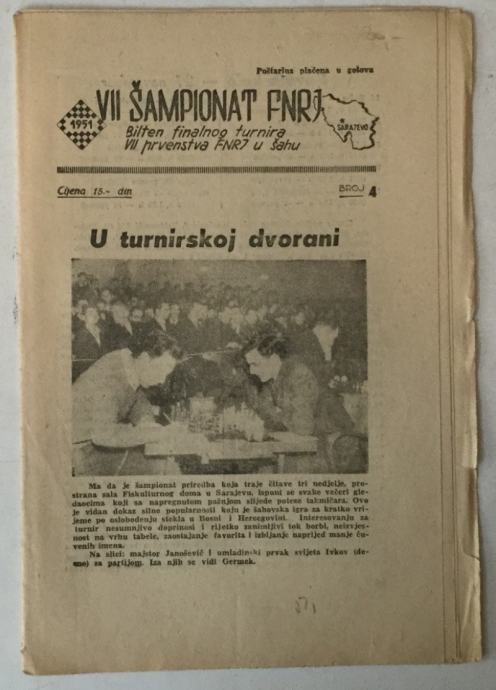 Poštarina plaćena u gotovu
VII ŠAMPIONAT FNRJ
1951
Bilten finalnog turnira
VII prvenstva FNRJ u šahu
SARAJEVO
Cijena 15.- din
BROJ 4
U turnirskoj dvorani
Ma da je šampionat priredba koja traje čitave tri nedjelje, pro-
strana sala Fiskulturnog doma u Sarajevu, ispuni se svake večeri gle-
daocima koji sa napregnutom pažnjom slijede poteze takmičara. Ovo
je vidan dokaz silne popularnosti koju je šahovska igra za kratko vri-
jeme po oslobođenju stekla u Bosni i Hercegovini. Interesovanju za
turnir nesumnjivo doprinosi i rijetko zanimljivi tok borbi, neizvjes-
nost na vrhu tabele, zaostajanje favorita i izbijanje naprijed manje ču-
venih imena.
Na slici: majstor Janošević i umladinski prvak svijeta Ivkov (de-
sno) za partijom. Iza njih se vidi Germek.